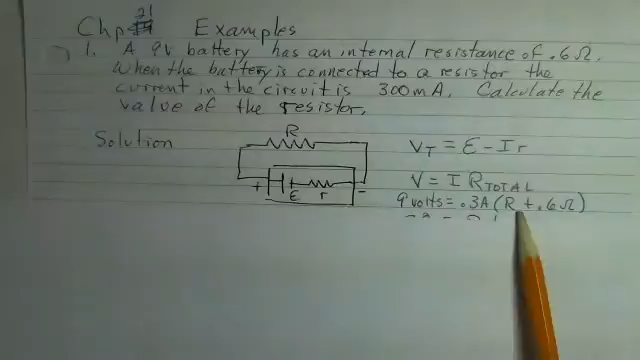 Chp 21 Examples
1. A 9V battery has an internal resistance of .6Ω.
When the battery is connected to a resistor the
current in the circuit is 300mA. Calculate the
value of the resistor.
Solution
R
+ ε r -
V_T = ε - Ir
V = I R_TOTAL
9 volts = .3A (R + .6Ω)